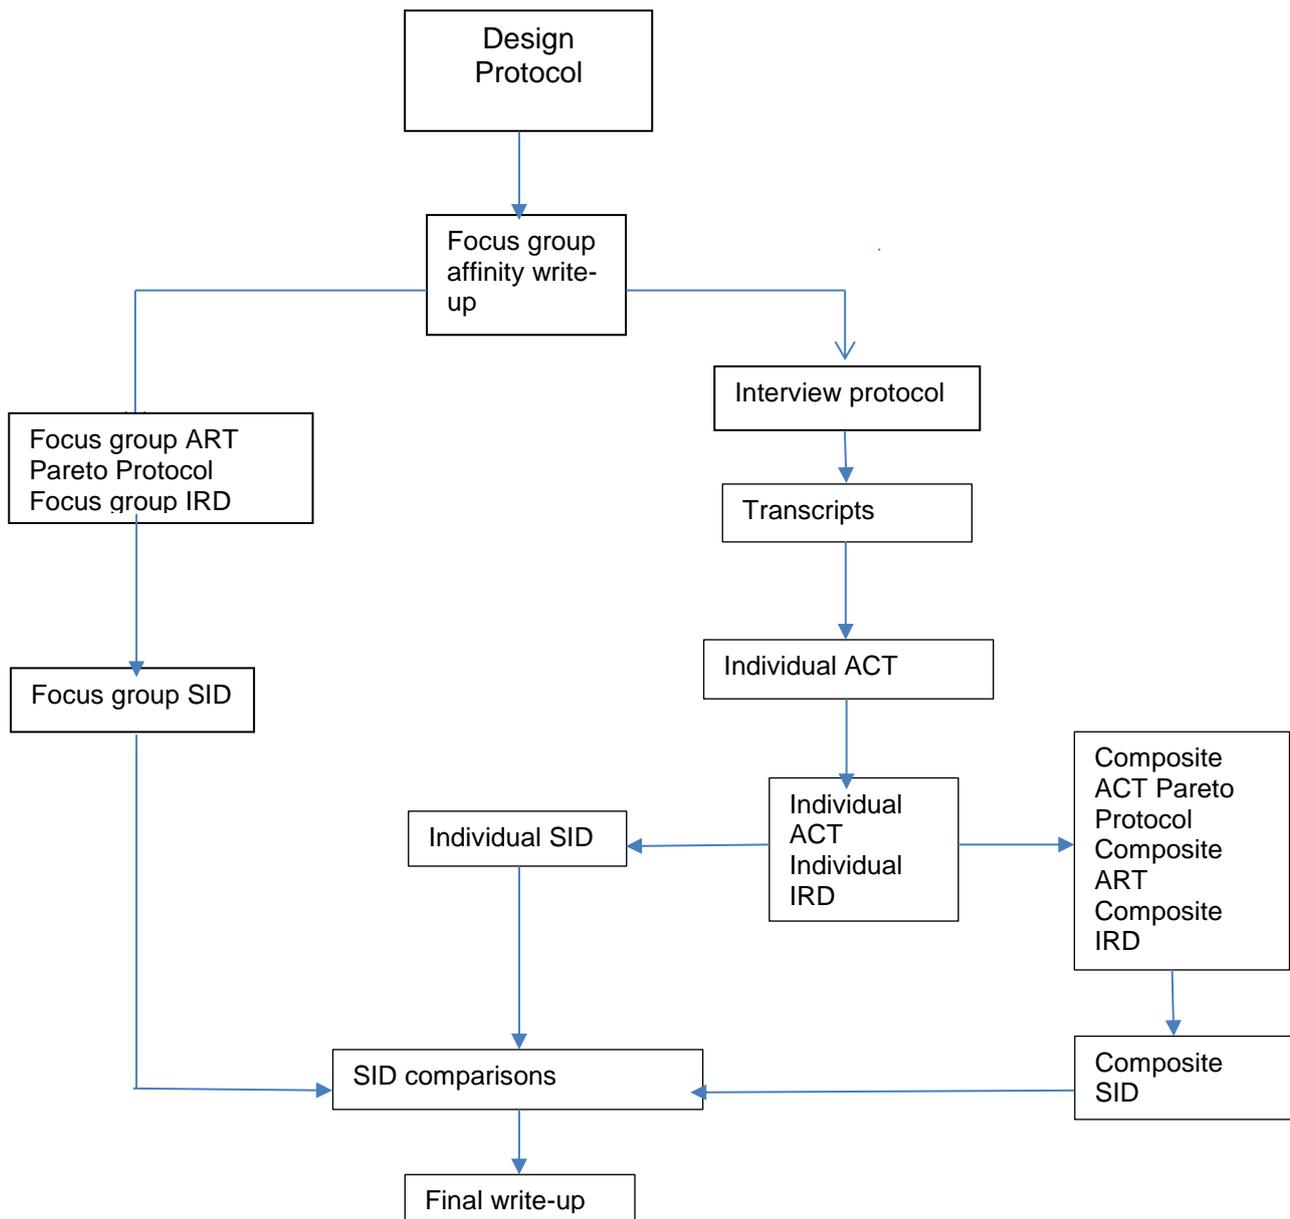 Design
Protocol
Focus group
affinity write-
up
Interview protocol
Focus group ART
Pareto Protocol
Focus group IRD
Transcripts
Individual ACT
Focus group SID
Composite
ACT Pareto
Protocol
Composite
ART
Composite
IRD
Individual
ACT
Individual
IRD
Individual SID
SID comparisons
Composite
SID
Final write-up